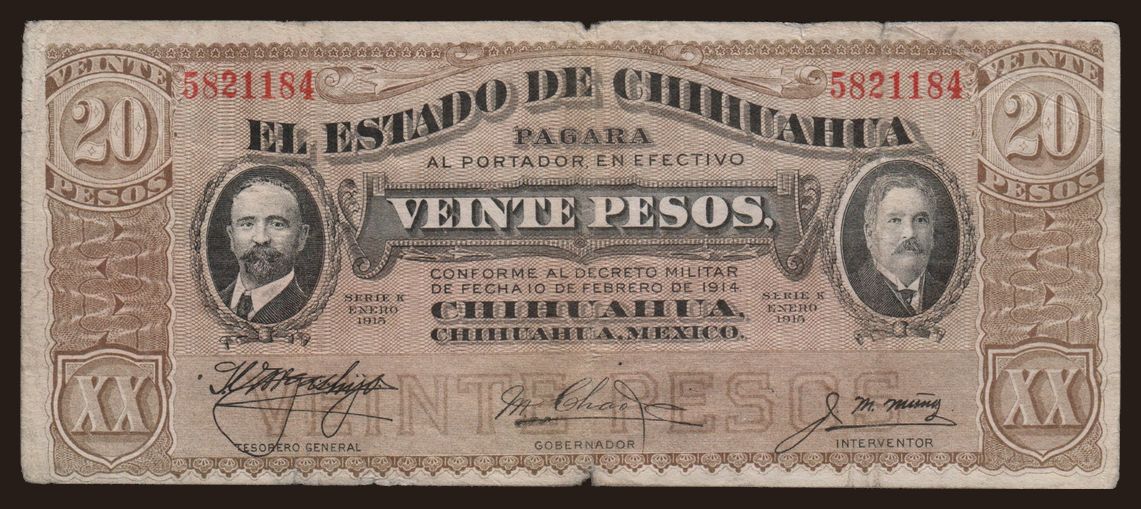 VEINTE
20
PESOS
5821184
5821184
VEINTE
20
PESOS
EL ESTADO DE CHIHUAHUA
PAGARA
AL PORTADOR EN EFECTIVO
VEINTE PESOS,
CONFORME AL DECRETO MILITAR
DE FECHA 10 DE FEBRERO DE 1914.
CHIHUAHUA,
CHIHUAHUA, MEXICO.
SERIE K
ENERO
1915
SERIE K
ENERO
1915
XX
VEINTE PESOS
XX
M. Chao
TESORERO GENERAL
GOBERNADOR
INTERVENTOR